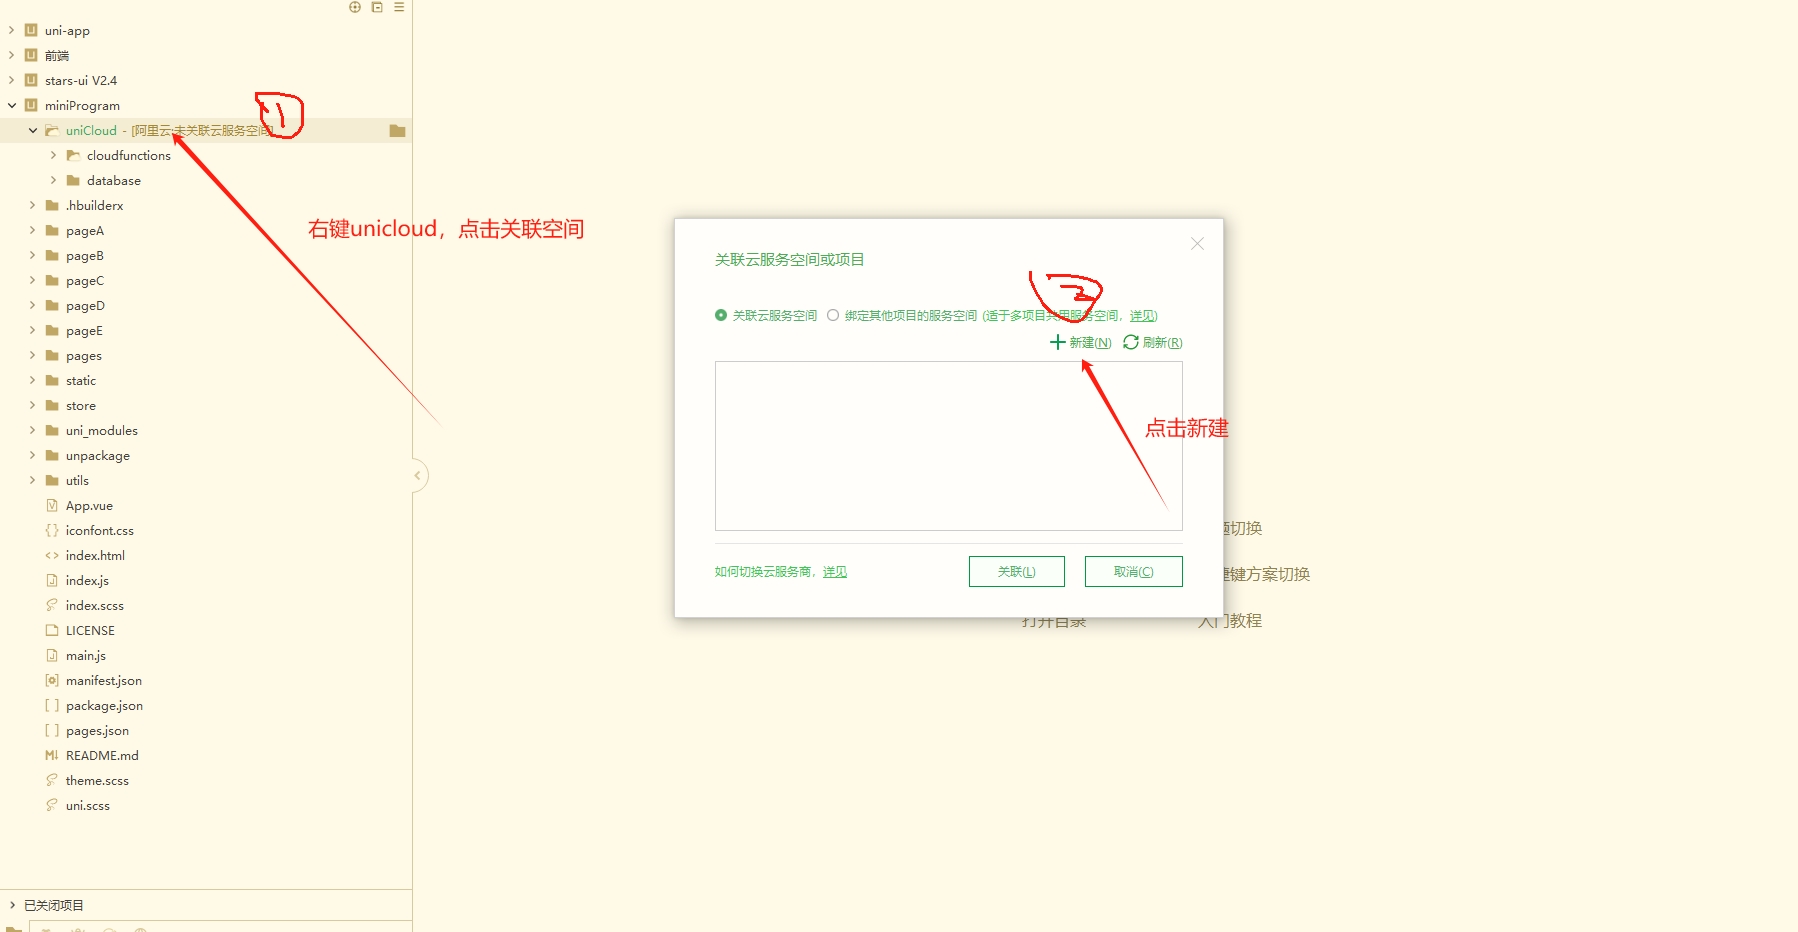 uni-app
前端
stars-ui V2.4
miniProgram
uniCloud - [阿里云:未关联云服务空间]
①
cloudfunctions
database
.hbuilderx
pageA
pageB
pageC
pageD
pageE
pages
static
store
uni_modules
unpackage
utils
App.vue
iconfont.css
index.html
index.js
index.scss
LICENSE
main.js
manifest.json
package.json
pages.json
README.md
theme.scss
uni.scss
已关闭项目
右键unicloud，点击关联空间
关联云服务空间或项目
②
关联云服务空间 绑定其他项目的服务空间 (适于多项目共用服务空间，详见)
新建(N) 刷新(R)
点击新建
如何切换云服务商，详见
关联(L) 取消(C)
题切换
捷键方案切换
打开目录 入门教程